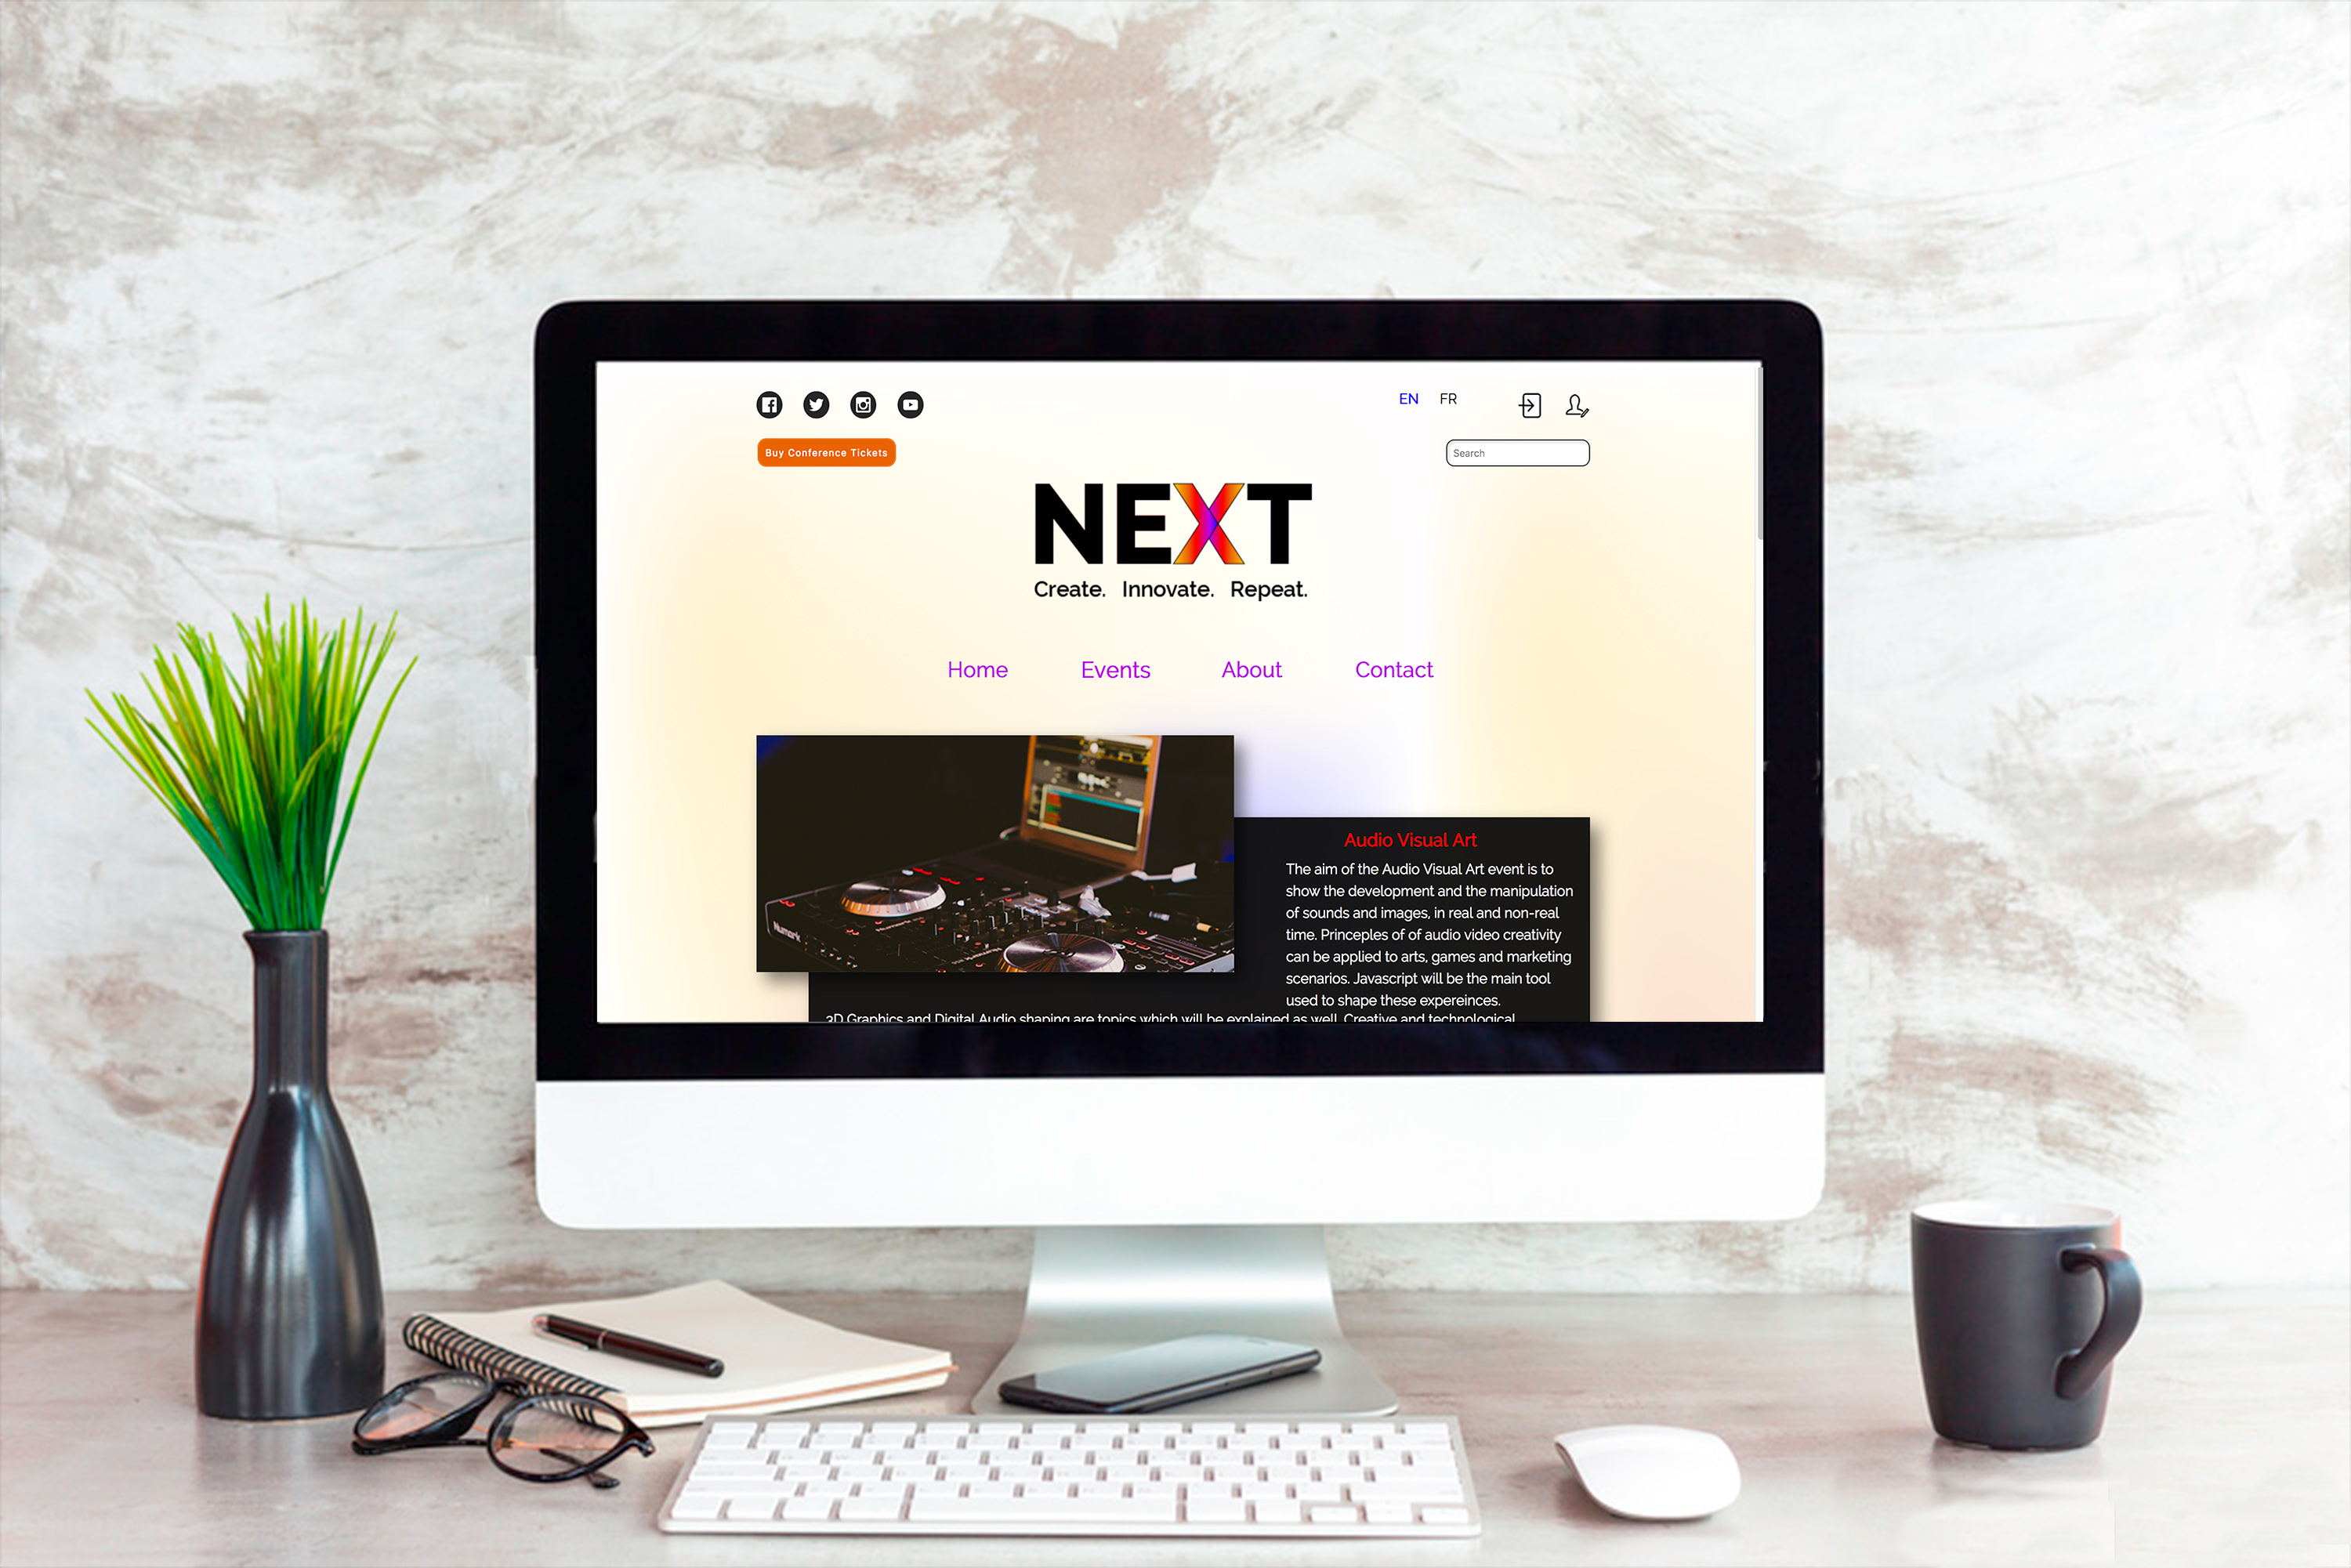 EN FR
Buy Conference Tickets
Search
NEXT
Create. Innovate. Repeat.
Home Events About Contact
Numark
Audio Visual Art
The aim of the Audio Visual Art event is to
show the development and the manipulation
of sounds and images, in real and non-real
time. Princeples of of audio video creativity
can be applied to arts, games and marketing
scenarios. Javascript will be the main tool
used to shape these expereinces.
3D Graphics and Digital Audio shaping are topics which will be explained as well. Creative and technological